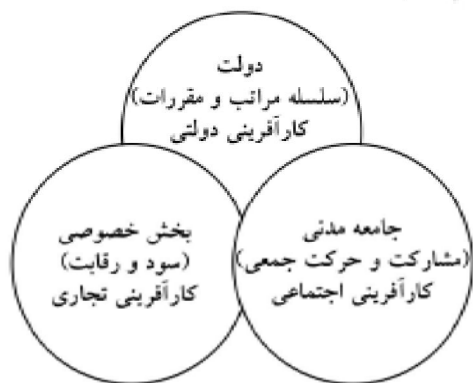 دولت
(سلسله مراتب و مقررات)
کارآفرینی دولتی
جامعه مدنی
(مشارکت و حرکت جمعی)
کارآفرینی اجتماعی
بخش خصوصی
(سود و رقابت)
کارآفرینی تجاری